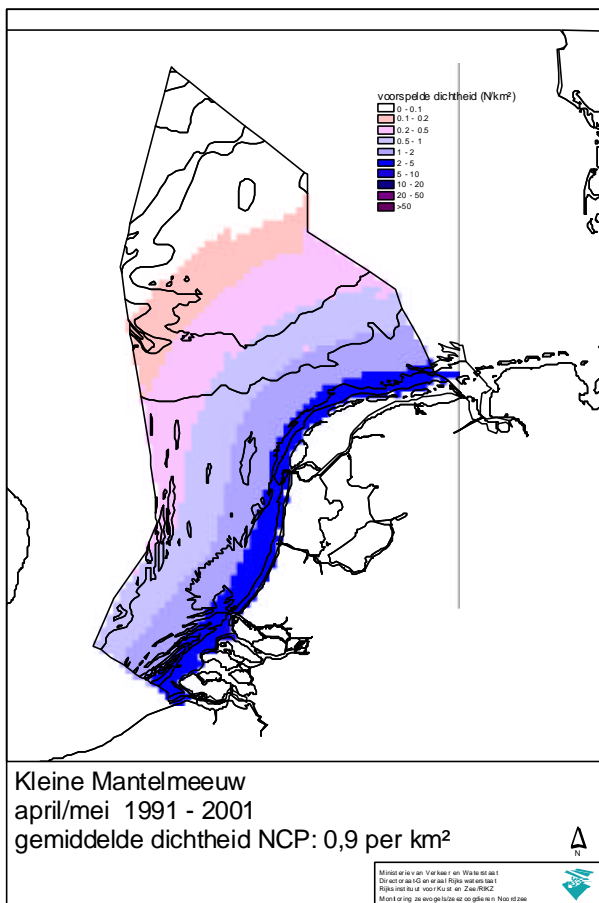 voorspelde dichtheid (N/km²)
0 - 0.1
0.1 - 0.2
0.2 - 0.5
0.5 - 1
1 - 2
2 - 5
5 - 10
10 - 20
20 - 50
>50
Kleine Mantelmeeuw
april/mei 1991 - 2001
gemiddelde dichtheid NCP: 0,9 per km²
N
Ministerie van Verkeer en Waterstaat
Directoraat-Generaal Rijkswaterstaat
Rijksinstituut voor Kust en Zee/RIKZ
Monitoring zeevogels/zeezoogdieren Noordzee